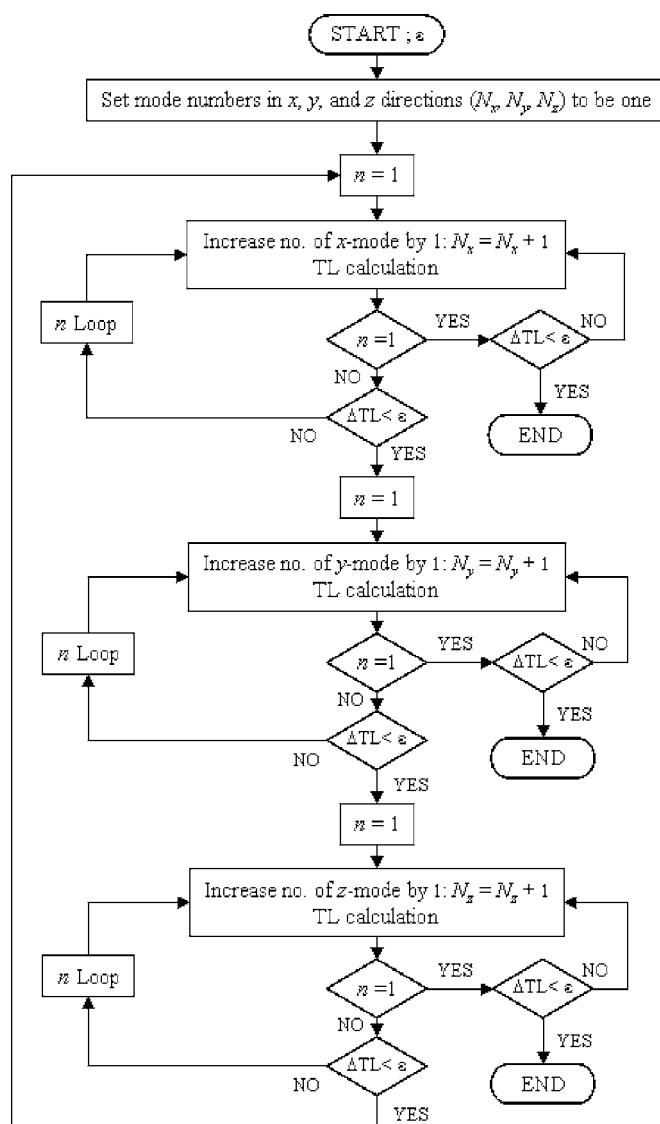 START ; ε
Set mode numbers in x, y, and z directions (Nx, Ny, Nz) to be one
n = 1
Increase no. of x-mode by 1: Nx = Nx + 1
TL calculation
n Loop
n =1
YES
ΔTL< ε
NO
NO
YES
ΔTL< ε
NO
END
YES
n = 1
Increase no. of y-mode by 1: Ny = Ny + 1
TL calculation
n Loop
n =1
YES
ΔTL< ε
NO
NO
YES
ΔTL< ε
NO
END
YES
n = 1
Increase no. of z-mode by 1: Nz = Nz + 1
TL calculation
n Loop
n =1
YES
ΔTL< ε
NO
NO
YES
ΔTL< ε
NO
END
YES